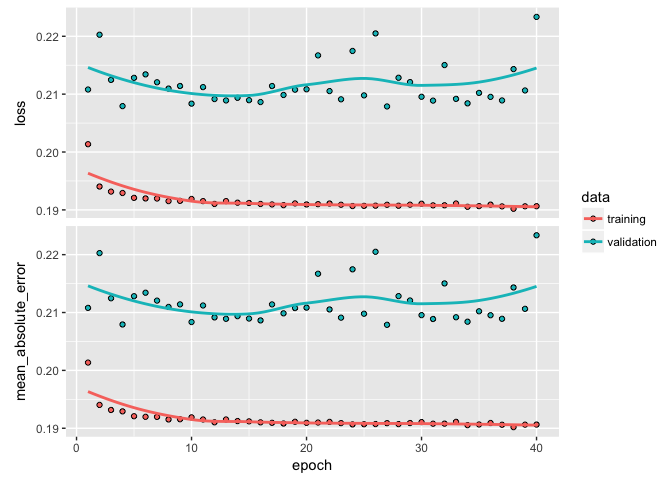 0.22
0.21
0.20
0.19
loss
0.22
0.21
0.20
0.19
mean_absolute_error
0 10 20 30 40
epoch
data
training
validation